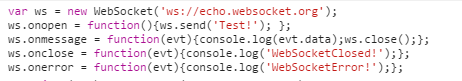 var ws = new WebSocket('ws://echo.websocket.org');
ws.onopen = function(){ws.send('Test!'); };
ws.onmessage = function(evt){console.log(evt.data);ws.close();};
ws.onclose = function(evt){console.log('WebSocketClosed!');};
ws.onerror = function(evt){console.log('WebSocketError!');};